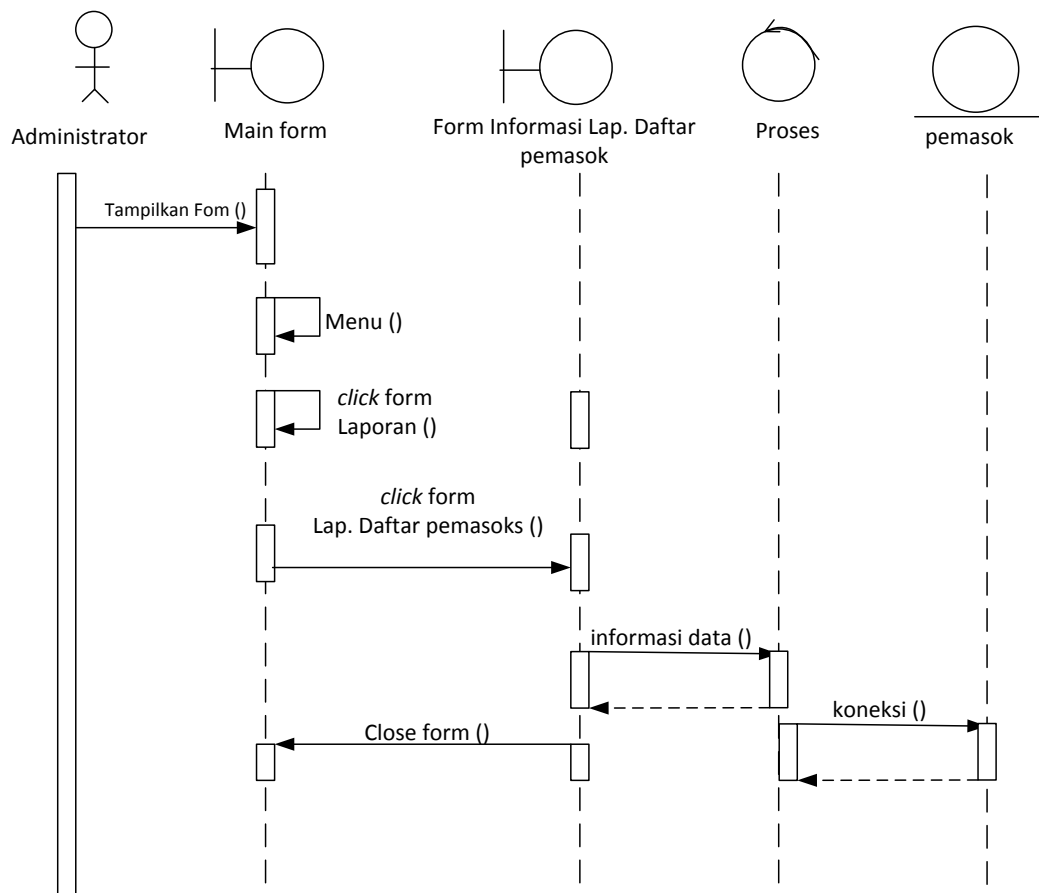 Administrator
Main form
Form Informasi Lap. Daftar
pemasok
Proses
pemasok
Tampilkan Fom ()
Menu ()
click form
Laporan ()
click form
Lap. Daftar pemasoks ()
informasi data ()
koneksi ()
Close form ()